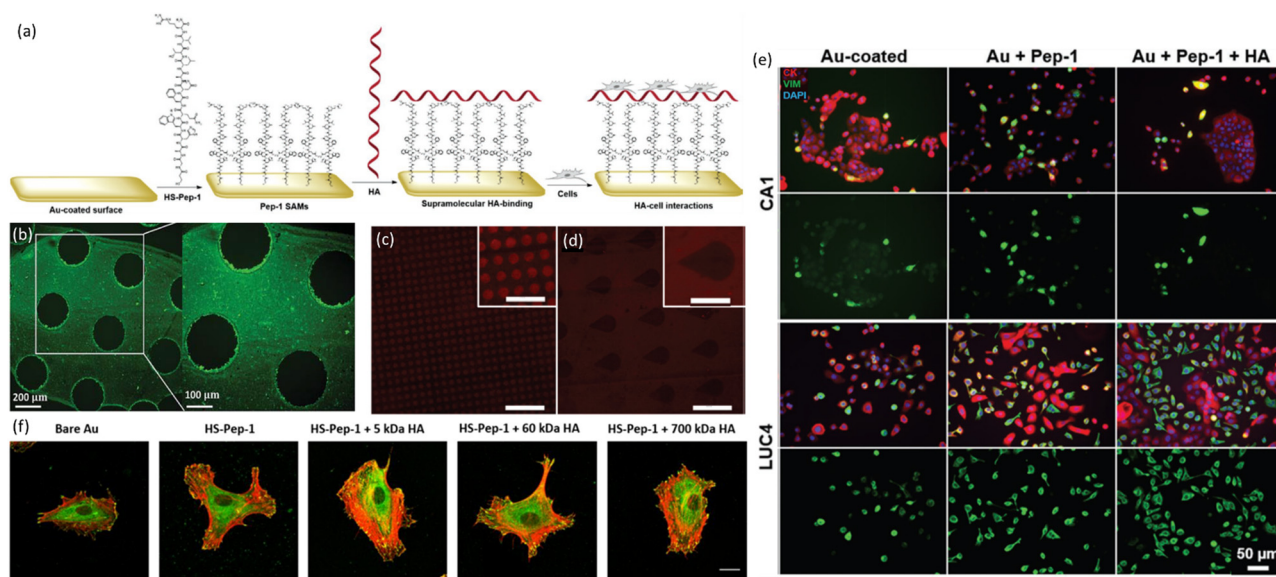 (a)
Au-coated surface
HS-Pep-1
Pep-1 SAMs
HA
Supramolecular HA-binding
Cells
HA-cell interactions
(b)
200 μm
100 μm
(c)
(d)
(e)
Au-coated
Au + Pep-1
Au + Pep-1 + HA
CK
VIM
DAPI
CA1
LUC4
50 μm
(f)
Bare Au
HS-Pep-1
HS-Pep-1 + 5 kDa HA
HS-Pep-1 + 60 kDa HA
HS-Pep-1 + 700 kDa HA